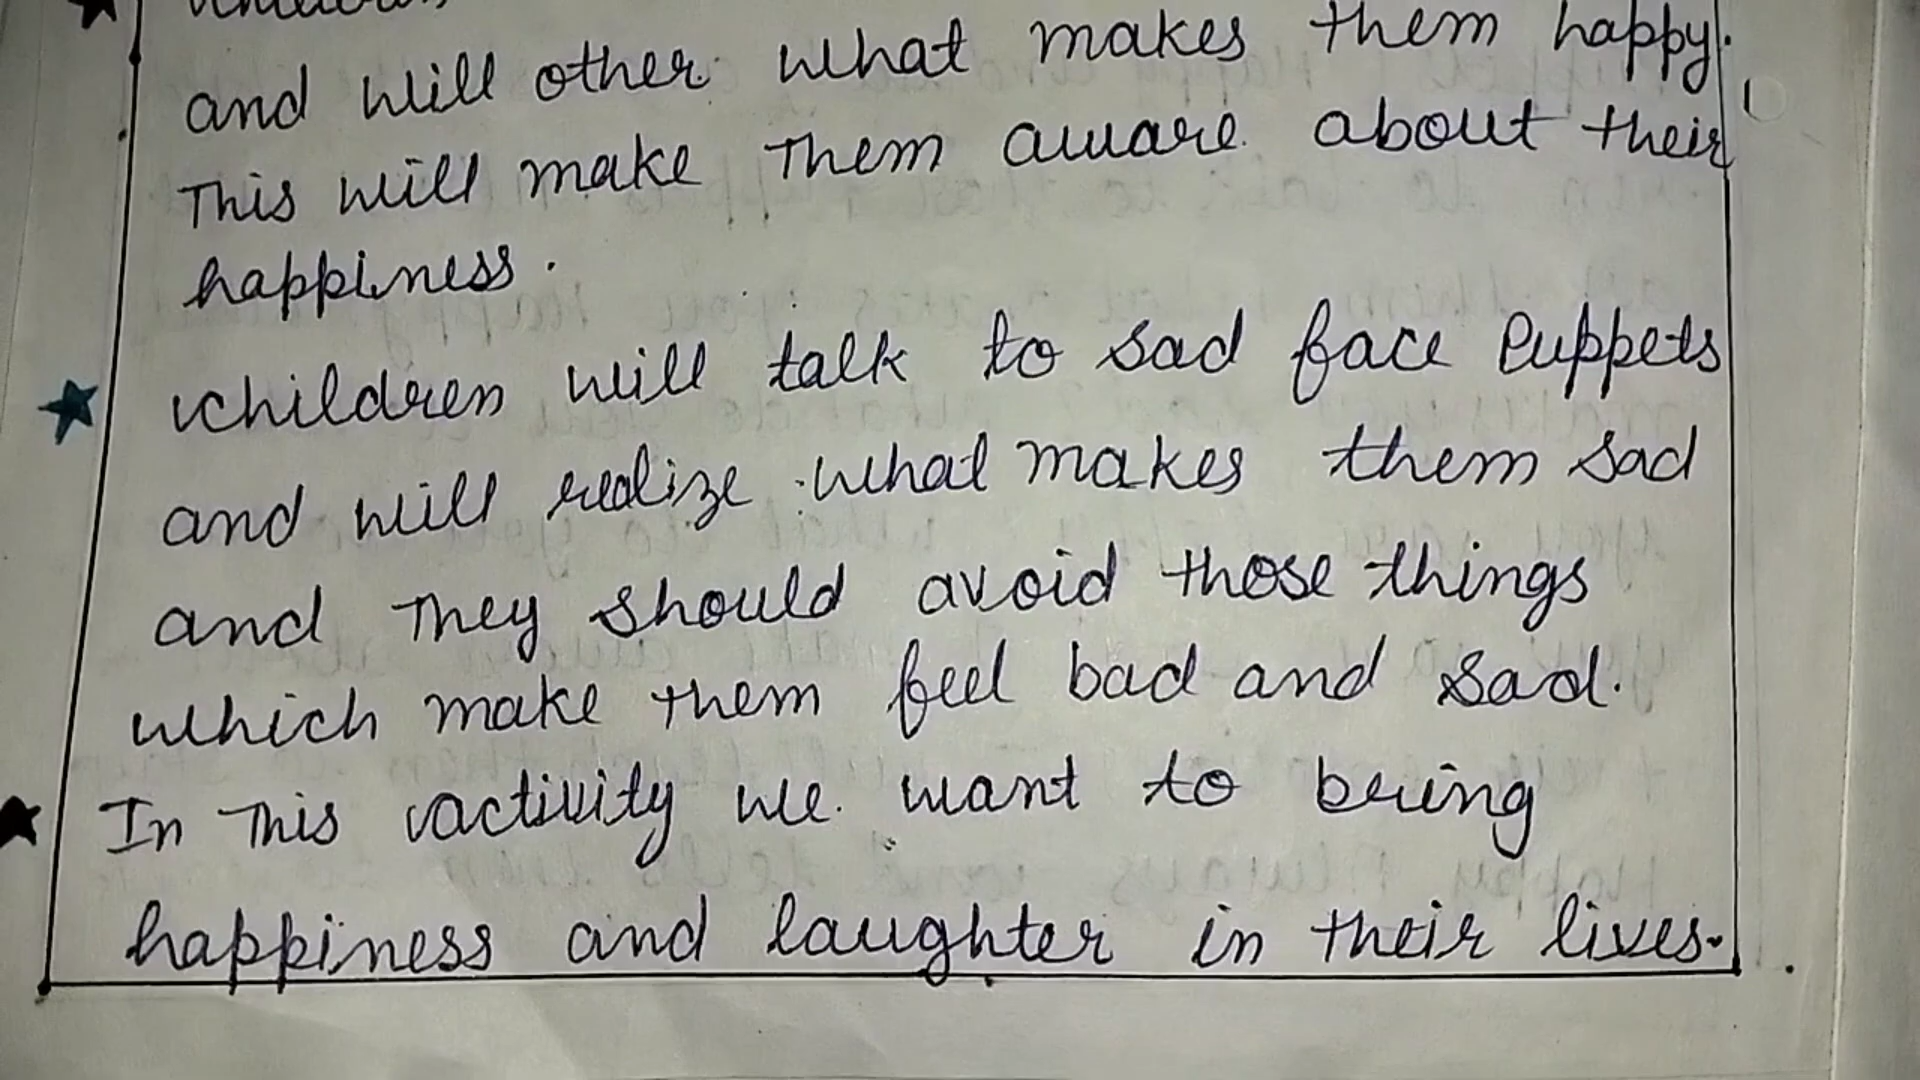 and will other what makes them happy.
This will make them aware about their
happiness.
children will talk to sad face Puppets
and will realize what makes them sad
and they should avoid those things
which make them feel bad and sad.
In this activity we want to being
happiness and laughter in their lives.